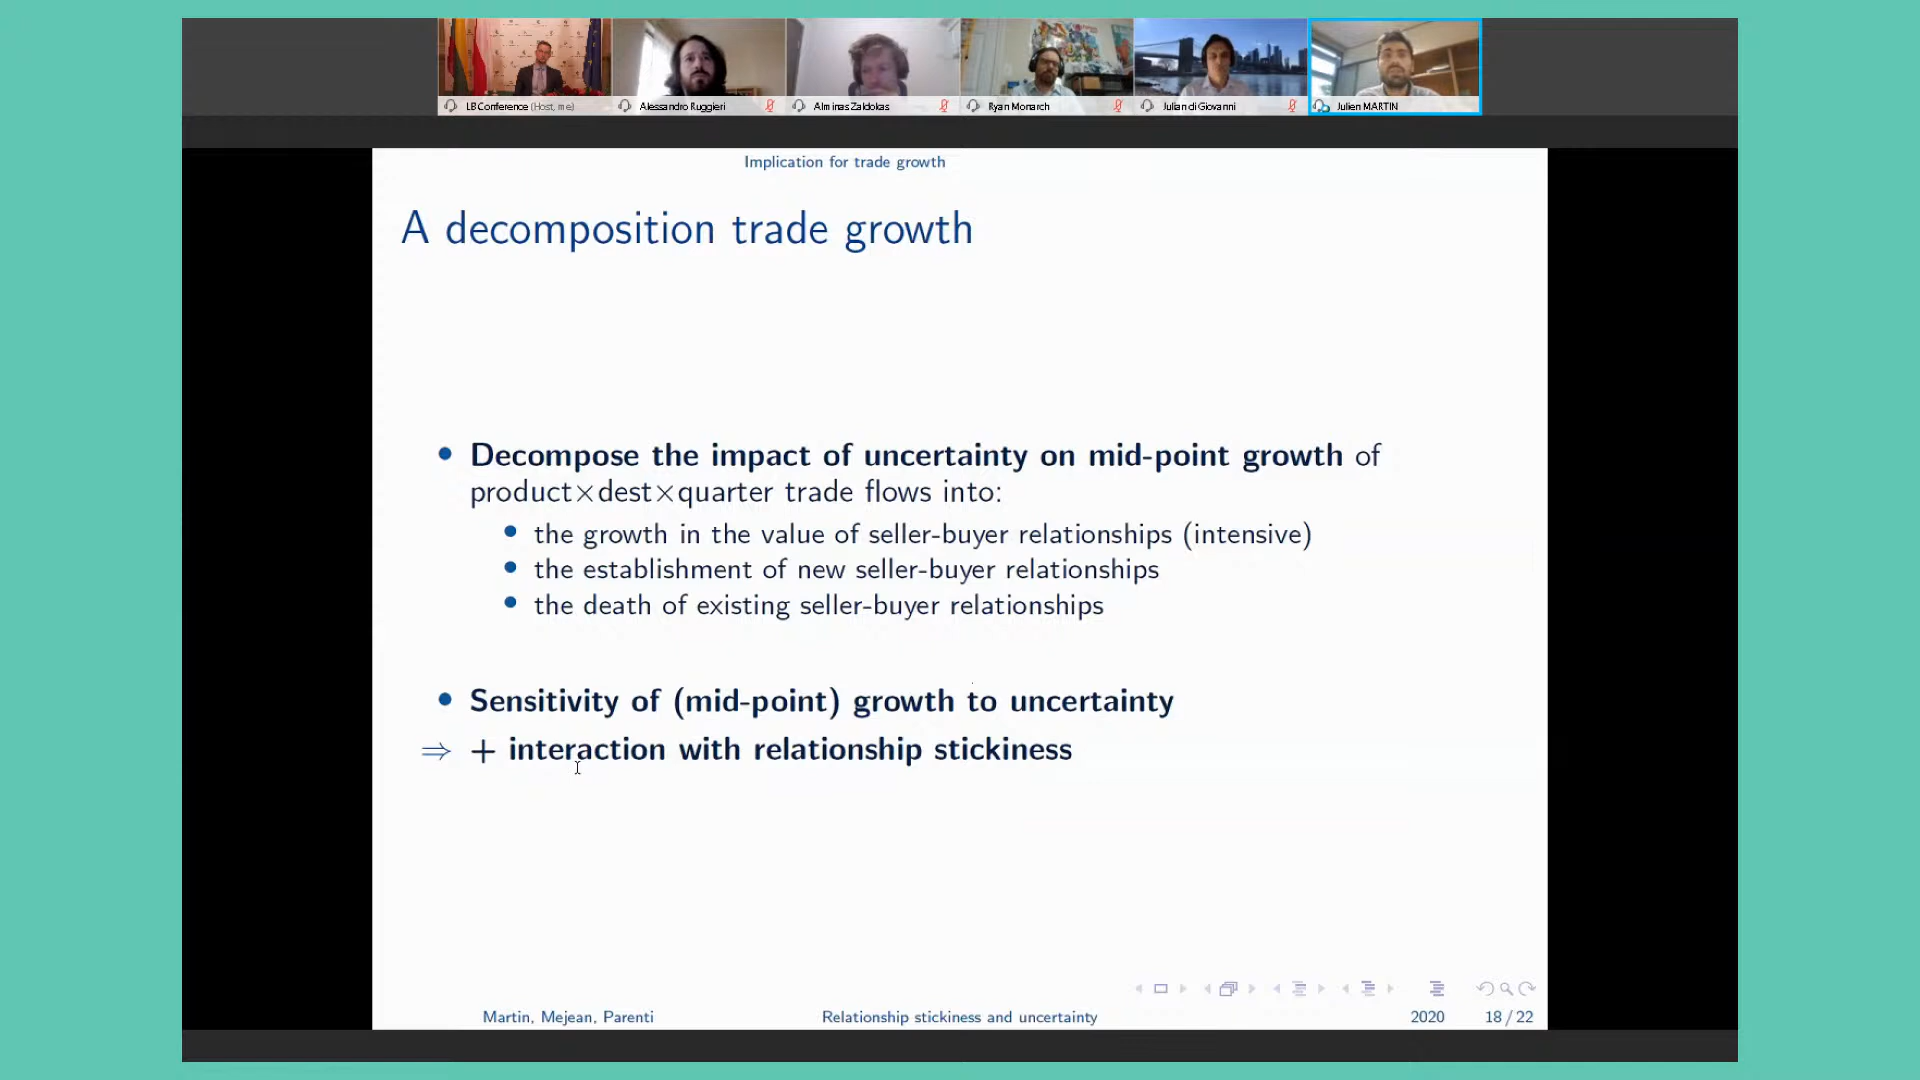 LB Conference (Host, me)
Alessandro Ruggieri
Alminas Zaldokas
Ryan Monarch
Julian di Giovanni
Julien MARTIN
Implication for trade growth
A decomposition trade growth
• Decompose the impact of uncertainty on mid-point growth of
product×dest×quarter trade flows into:
• the growth in the value of seller-buyer relationships (intensive)
• the establishment of new seller-buyer relationships
• the death of existing seller-buyer relationships
• Sensitivity of (mid-point) growth to uncertainty
⇒ + interaction with relationship stickiness
Martin, Mejean, Parenti
Relationship stickiness and uncertainty
2020
18 / 22